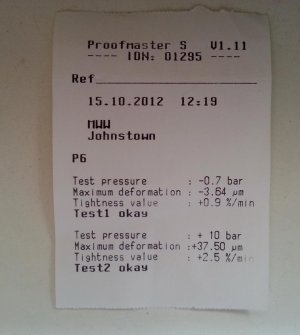 Proofmaster S V1.11
---- IDN: 01295 ----
Ref
15.10.2012 12:19
MWW
Johnstown
P6
Test pressure : -0.7 bar
Maximum deformation : -3.64 µm
Tightness value : +0.9 %/min
Test1 okay
Test pressure : + 10 bar
Maximum deformation :+37.50 µm
Tightness value : +2.5 %/min
Test2 okay